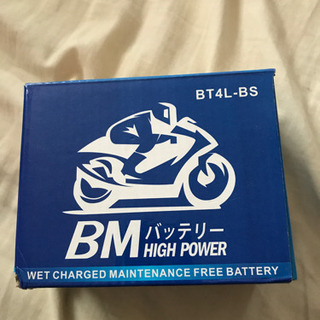 BT4L-BS
BM バッテリー
HIGH POWER
WET CHARGED MAINTENANCE FREE BATTERY